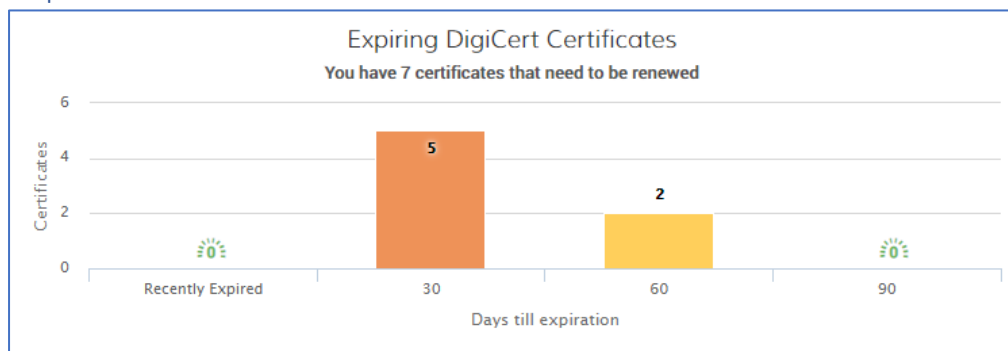 Expiring DigiCert Certificates
You have 7 certificates that need to be renewed
6
4
2
0
Certificates
5
2
0
0
Recently Expired 30 60 90
Days till expiration